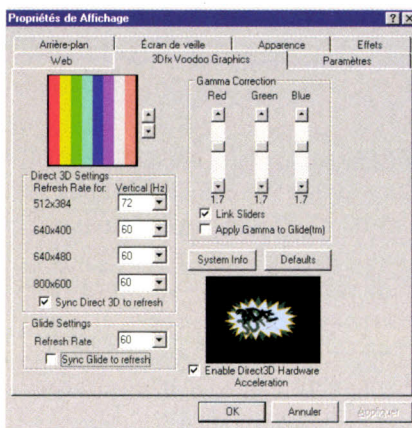 Propriétés de Affichage
Arrière-plan
Écran de veille
Apparence
Effets
Web
3Dfx Voodoo Graphics
Paramètres
Gamma Correction
Red Green Blue
1.7 1.7 1.7
Link Sliders
Apply Gamma to Glide(tm)
Direct 3D Settings
Refresh Rate for: Vertical (Hz)
512x384 72
640x400 60
640x480 60
800x600 60
Sync Direct 3D to refresh
System Info
Defaults
Glide Settings
Refresh Rate 60
Sync Glide to refresh
Enable Direct3D Hardware
Acceleration
OK
Annuler
Appliquer